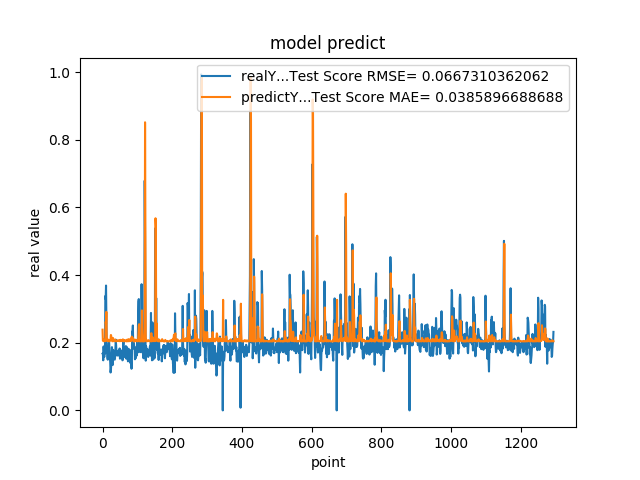 model predict
realY...Test Score RMSE= 0.0667310362062
predictY...Test Score MAE= 0.0385896688688
real value
1.0
0.8
0.6
0.4
0.2
0.0
0 200 400 600 800 1000 1200
point